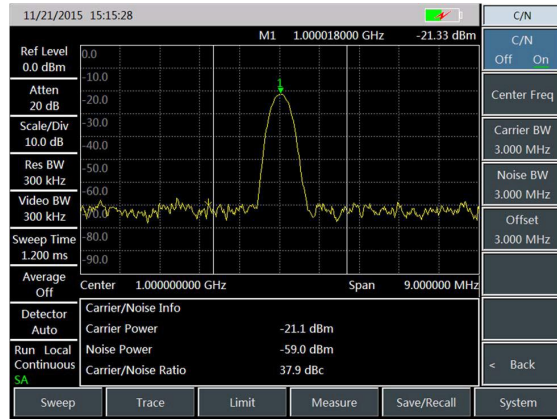 11/21/2015 15:15:28
C/N
M1 1.000018000 GHz -21.33 dBm
Ref Level
0.0 dBm
Atten
20 dB
Scale/Div
10.0 dB
Res BW
300 kHz
Video BW
300 kHz
Sweep Time
1.200 ms
Average
Off
Detector
Auto
Run Local
Continuous
SA
0.0
-10.0
-20.0
-30.0
-40.0
-50.0
-60.0
-70.0
-80.0
-90.0
1
Center 1.000000000 GHz Span 9.000000 MHz
Carrier/Noise Info
Carrier Power -21.1 dBm
Noise Power -59.0 dBm
Carrier/Noise Ratio 37.9 dBc
C/N
Off On
Center Freq
Carrier BW
3.000 MHz
Noise BW
3.000 MHz
Offset
3.000 MHz
< Back
Sweep Trace Limit Measure Save/Recall System